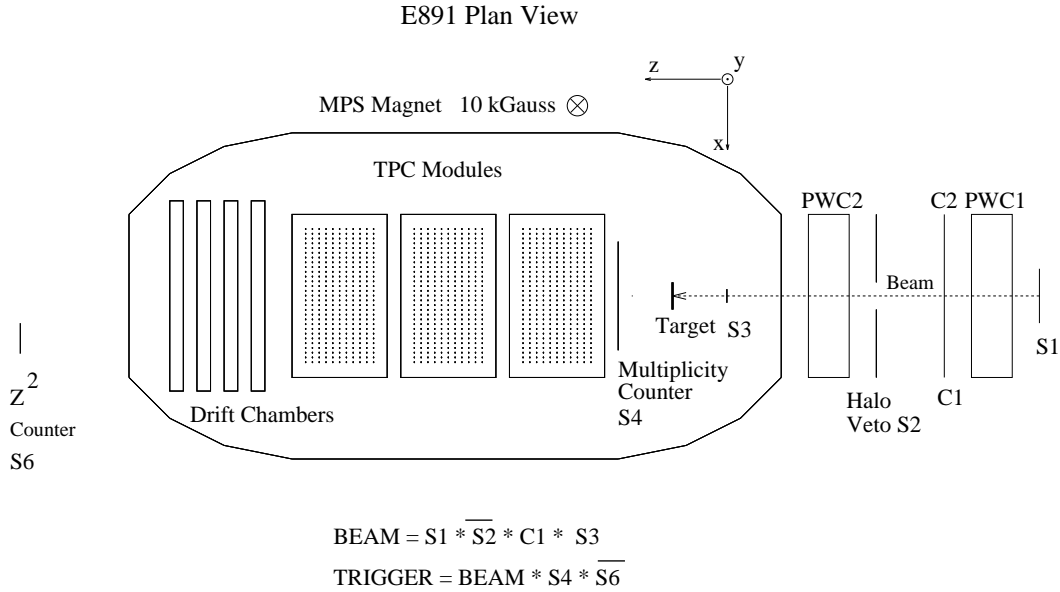 E891 Plan View
z
y
x
MPS Magnet 10 kGauss ⊗
TPC Modules
PWC2
C2
PWC1
Beam
Target
S3
S1
Multiplicity
Counter
S4
Halo
Veto S2
C1
Drift Chambers
Z²
Counter
S6
BEAM = S1 * S̅2̅ * C1 * S3
TRIGGER = BEAM * S4 * S̅6̅